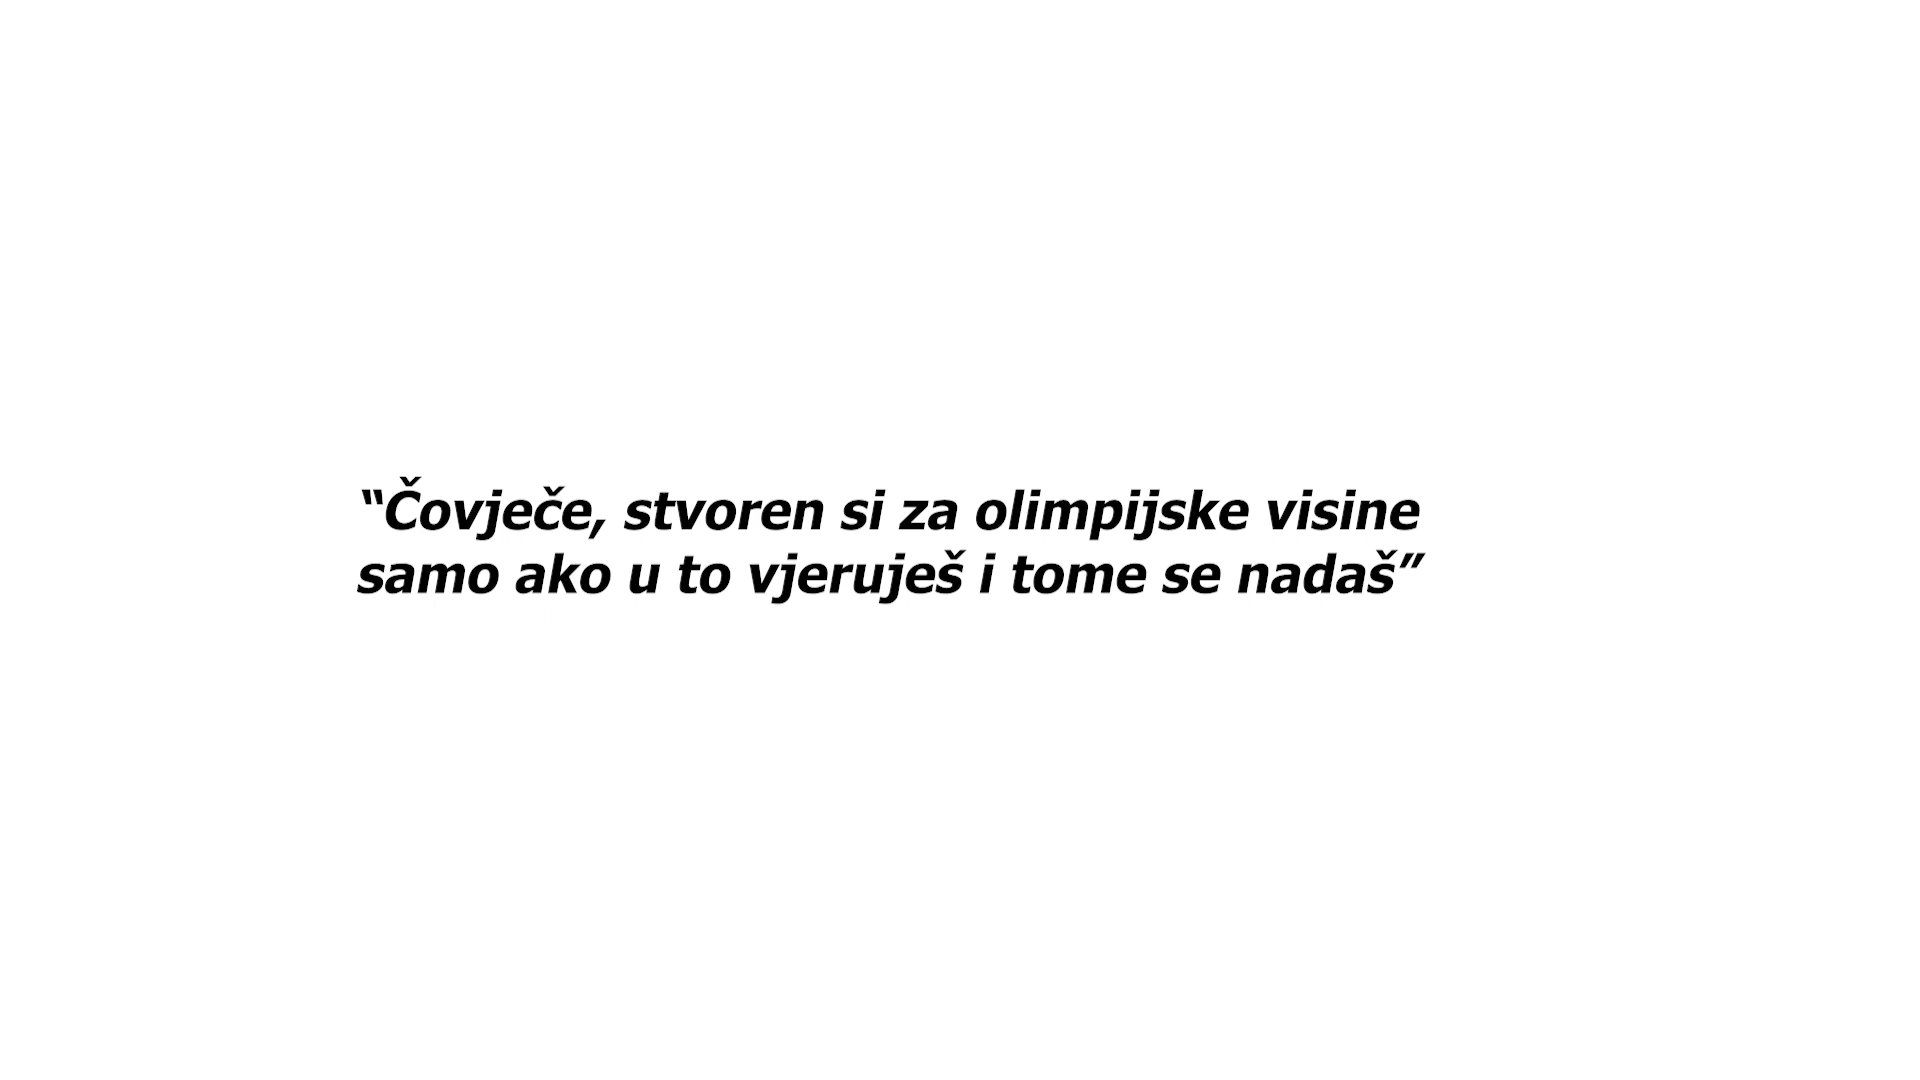 “Čovječe, stvoren si za olimpijske visine
samo ako u to vjeruješ i tome se nadaš”